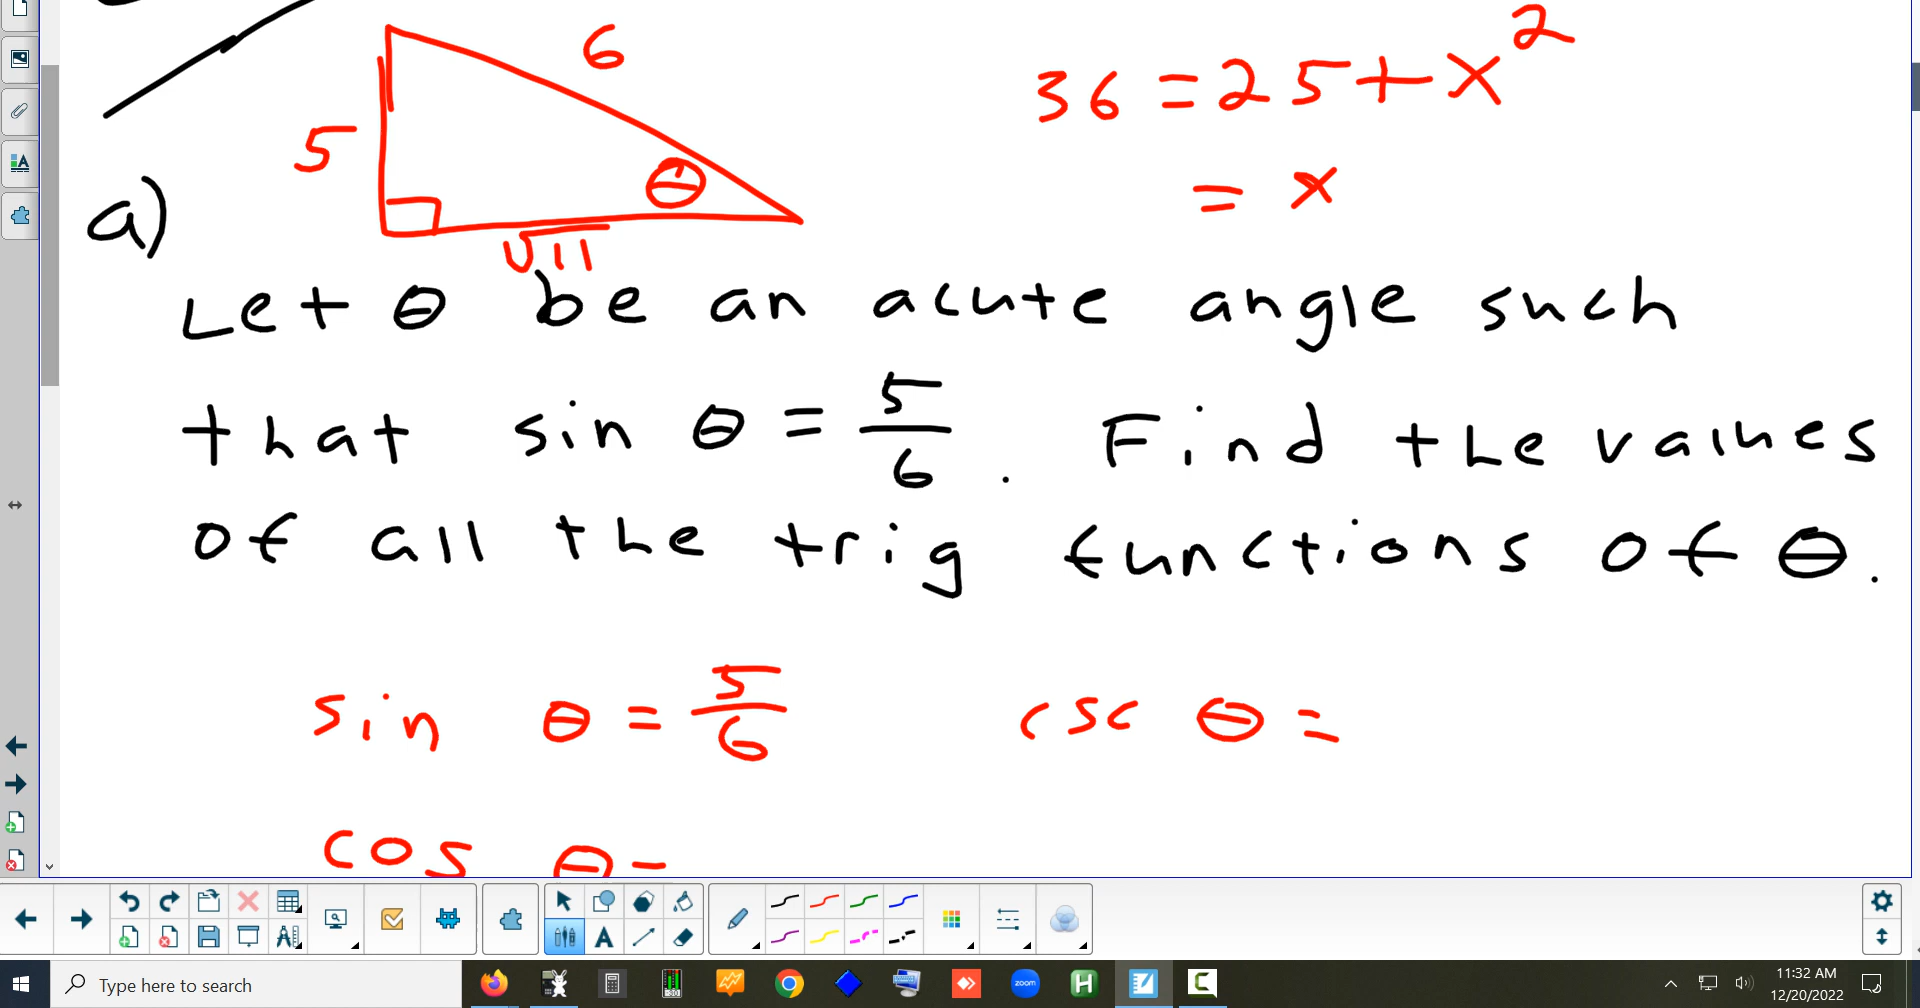 6
36 = 25 + x²
5
θ
= x
a)
√11
Let θ be an acute angle such
that sin θ = 5/6. Find the values
of all the trig functions of θ.
sin θ = 5/6 csc θ =
cos θ =
A
Type here to search
zoom
H
C
11:32 AM
12/20/2022